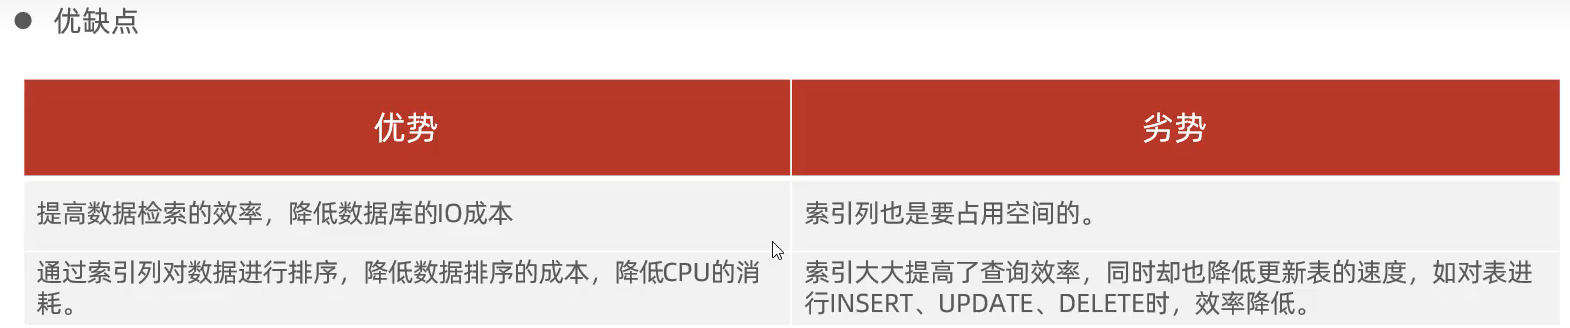 优缺点
优势
劣势
提高数据检索的效率，降低数据库的IO成本
索引列也是要占用空间的。
通过索引列对数据进行排序，降低数据排序的成本，降低CPU的消
耗。
索引大大提高了查询效率，同时却也降低更新表的速度，如对表进
行INSERT、UPDATE、DELETE时，效率降低。